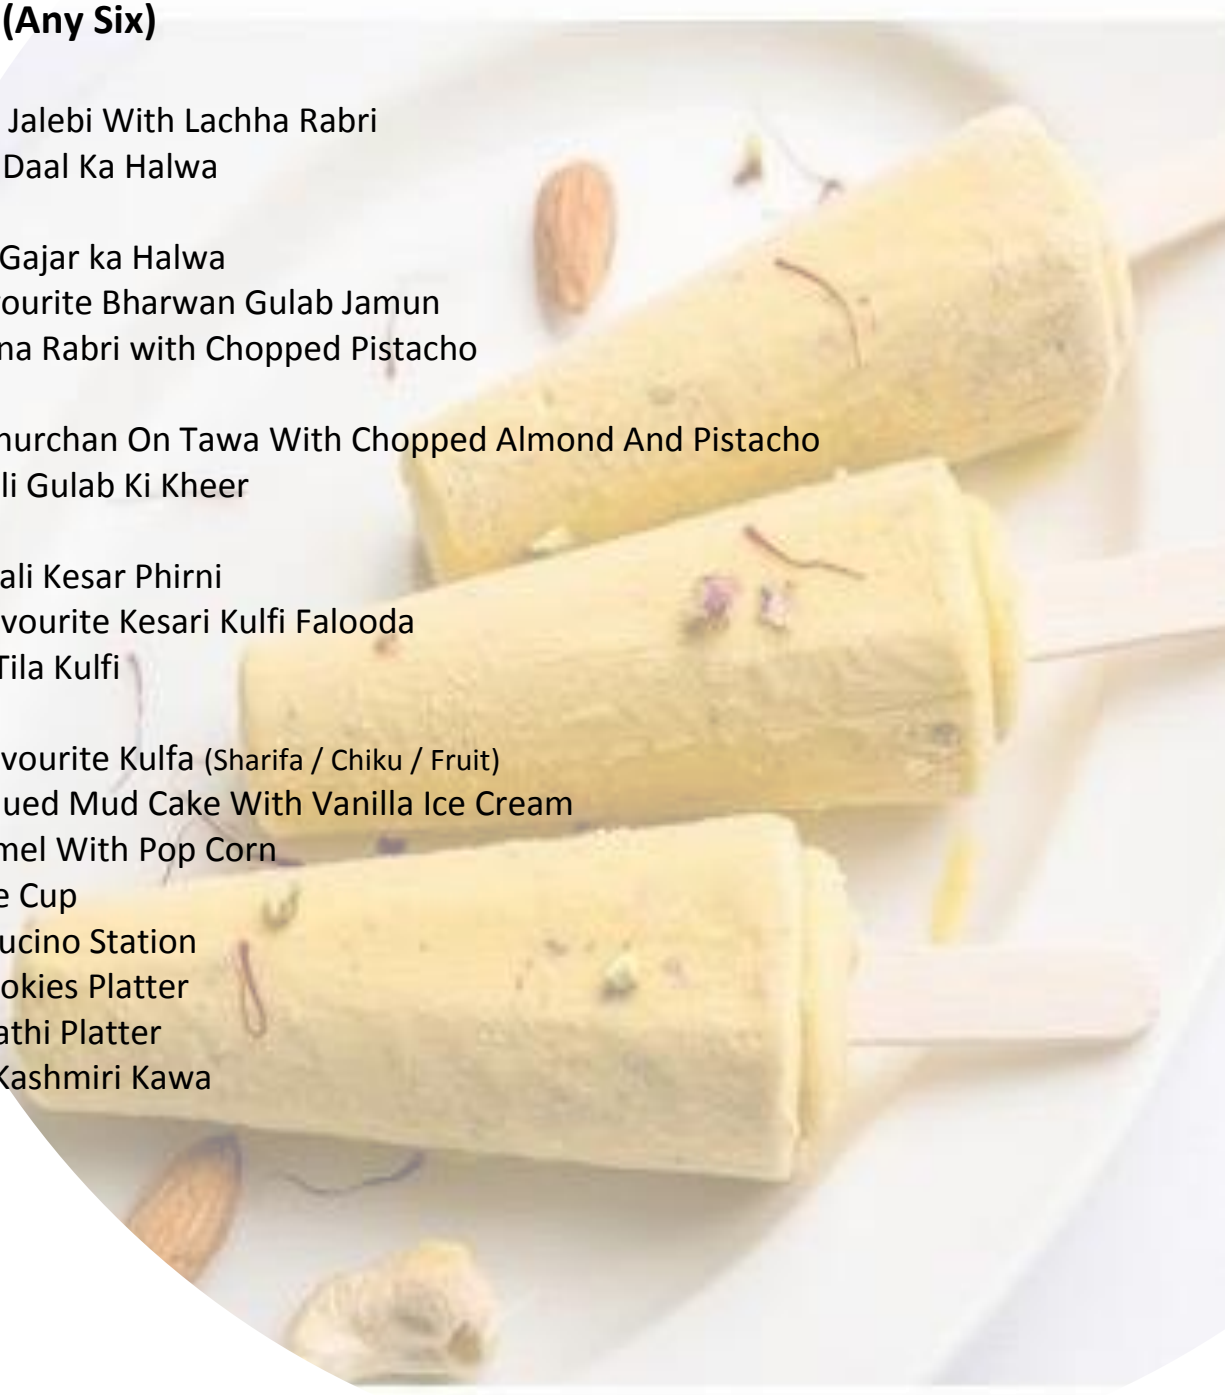 (Any Six)
Jalebi With Lachha Rabri
Daal Ka Halwa
Gajar ka Halwa
ourite Bharwan Gulab Jamun
na Rabri with Chopped Pistacho
hurchan On Tawa With Chopped Almond And Pistacho
li Gulab Ki Kheer
ali Kesar Phirni
vourite Kesari Kulfi Falooda
Tila Kulfi
vourite Kulfa (Sharifa / Chiku / Fruit)
ued Mud Cake With Vanilla Ice Cream
mel With Pop Corn
e Cup
ucino Station
okies Platter
athi Platter
Kashmiri Kawa